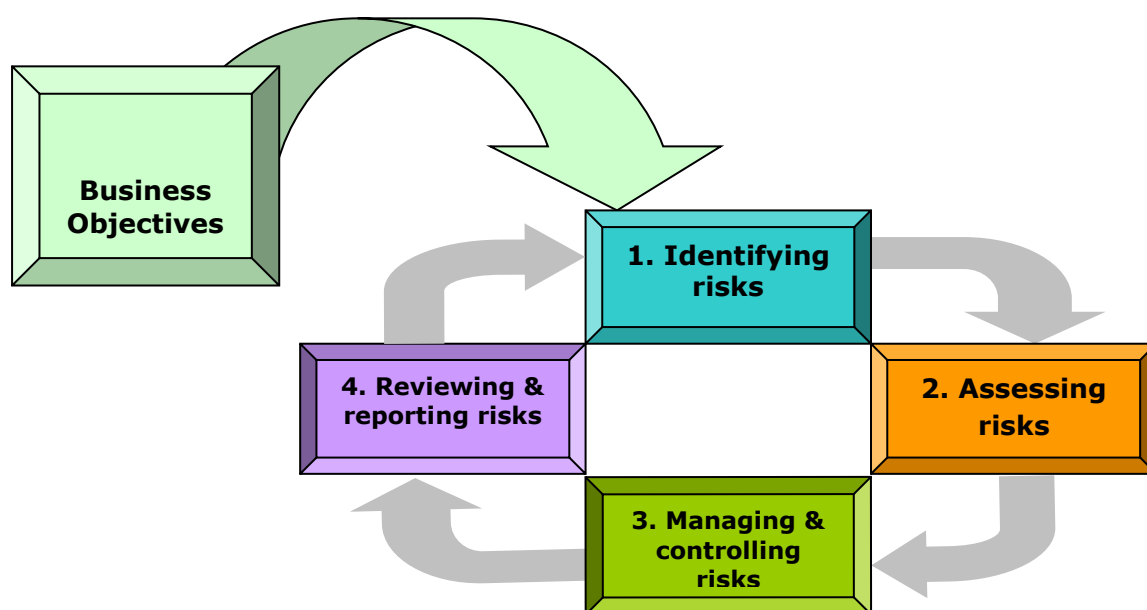 Business
Objectives
1. Identifying
risks
2. Assessing
risks
3. Managing &
controlling
risks
4. Reviewing &
reporting risks